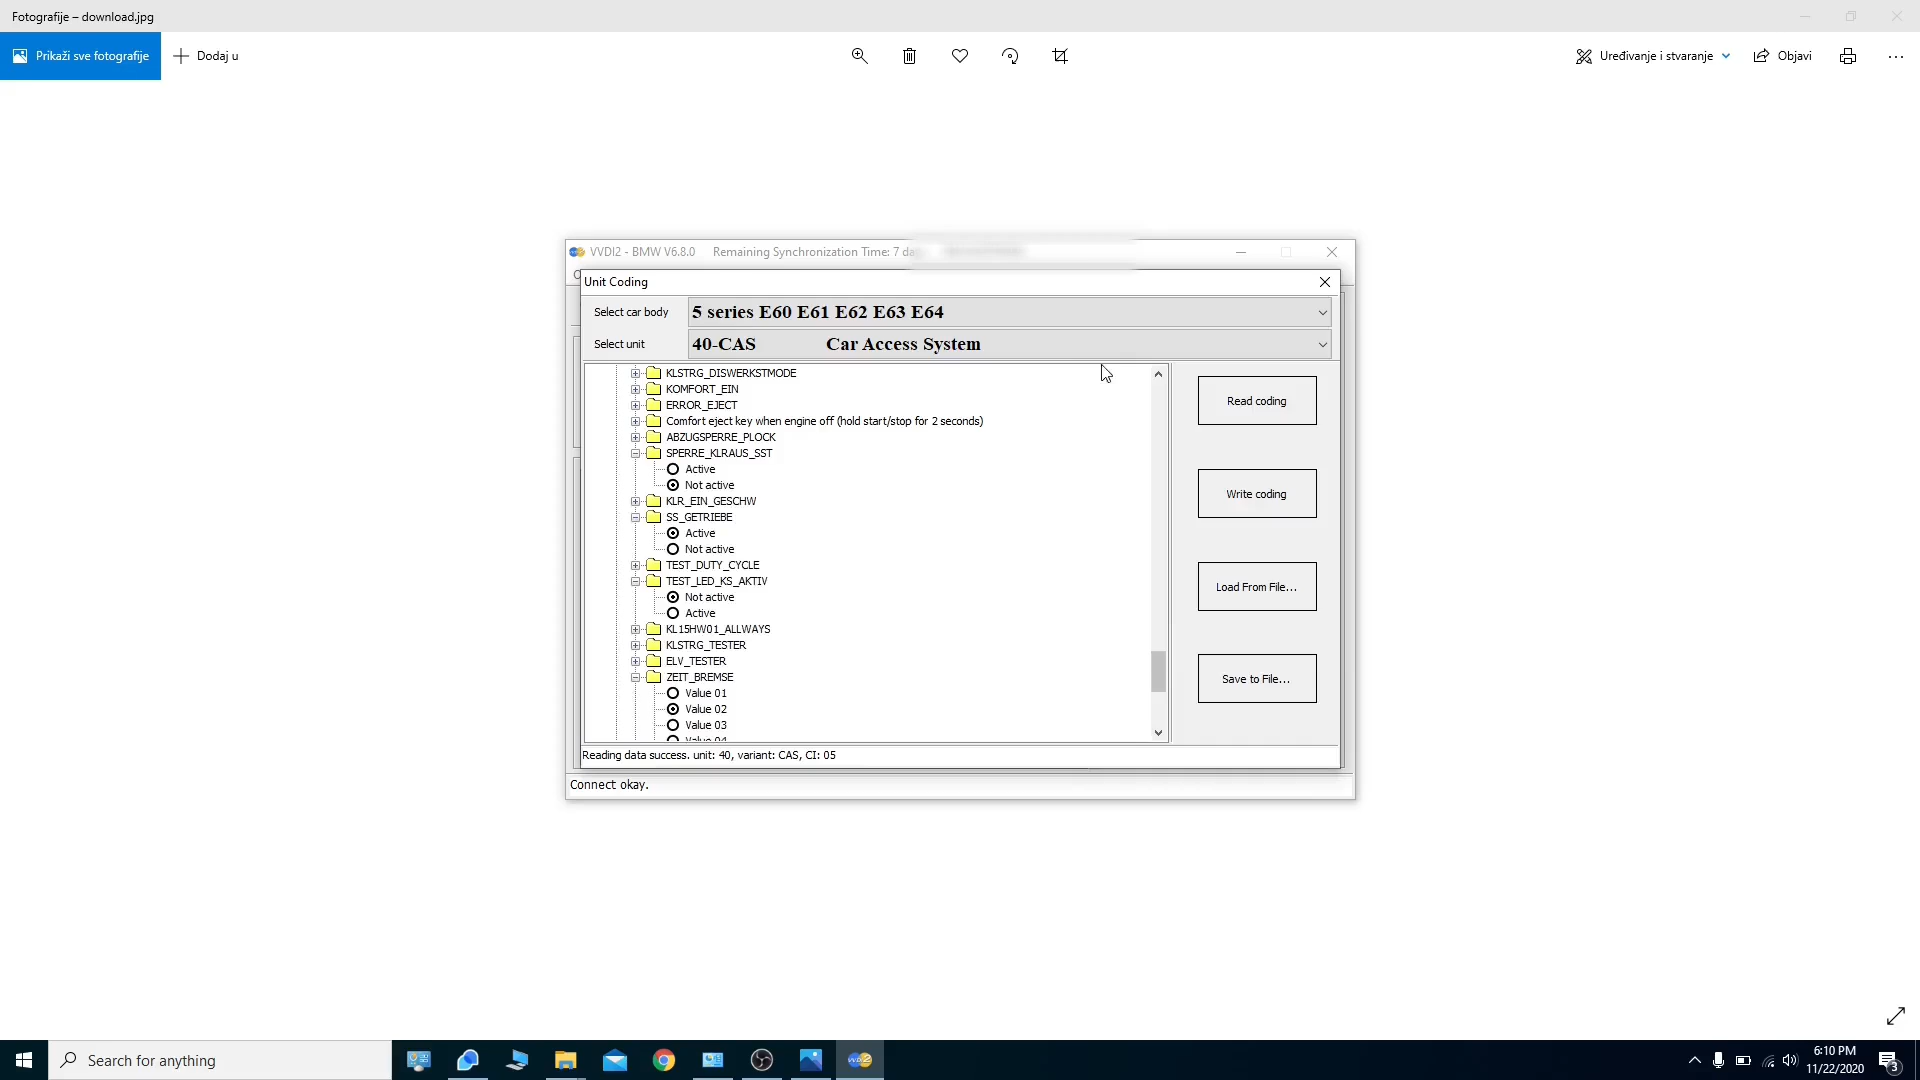 Fotografije – download.jpg
Prikaži sve fotografije
Dodaj u
Uređivanje i stvaranje
Objavi
VVDI2 - BMW V6.8.0 Remaining Synchronization Time: 7
Unit Coding
Select car body 5 series E60 E61 E62 E63 E64
Select unit 40-CAS Car Access System
KLSTRG_DISWERKSTMODE
KOMFORT_EIN
ERROR_EJECT
Comfort eject key when engine off (hold start/stop for 2 seconds)
ABZUGSPERRE_PLOCK
SPERRE_KLRAUS_SST
Active
Not active
KLR_EIN_GESCHW
SS_GETRIEBE
Active
Not active
TEST_DUTY_CYCLE
TEST_LED_KS_AKTIV
Not active
Active
KL15HW01_ALLWAYS
KLSTRG_TESTER
ELV_TESTER
ZEIT_BREMSE
Value 01
Value 02
Value 03
Value 04
Read coding
Write coding
Load From File...
Save to File...
Reading data success. unit: 40, variant: CAS, CI: 05
Connect okay.
Search for anything
6:10 PM
11/22/2020
3